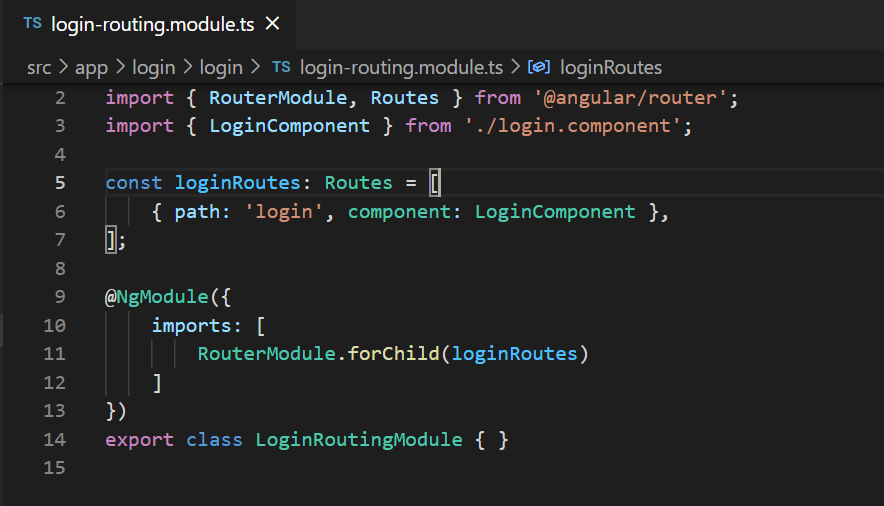 TS login-routing.module.ts ×
src > app > login > login > TS login-routing.module.ts > loginRoutes
2 import { RouterModule, Routes } from '@angular/router';
3 import { LoginComponent } from './login.component';
4
5 const loginRoutes: Routes = [
6     { path: 'login', component: LoginComponent },
7 ];
8
9 @NgModule({
10     imports: [
11         RouterModule.forChild(loginRoutes)
12     ]
13 })
14 export class LoginRoutingModule { }
15